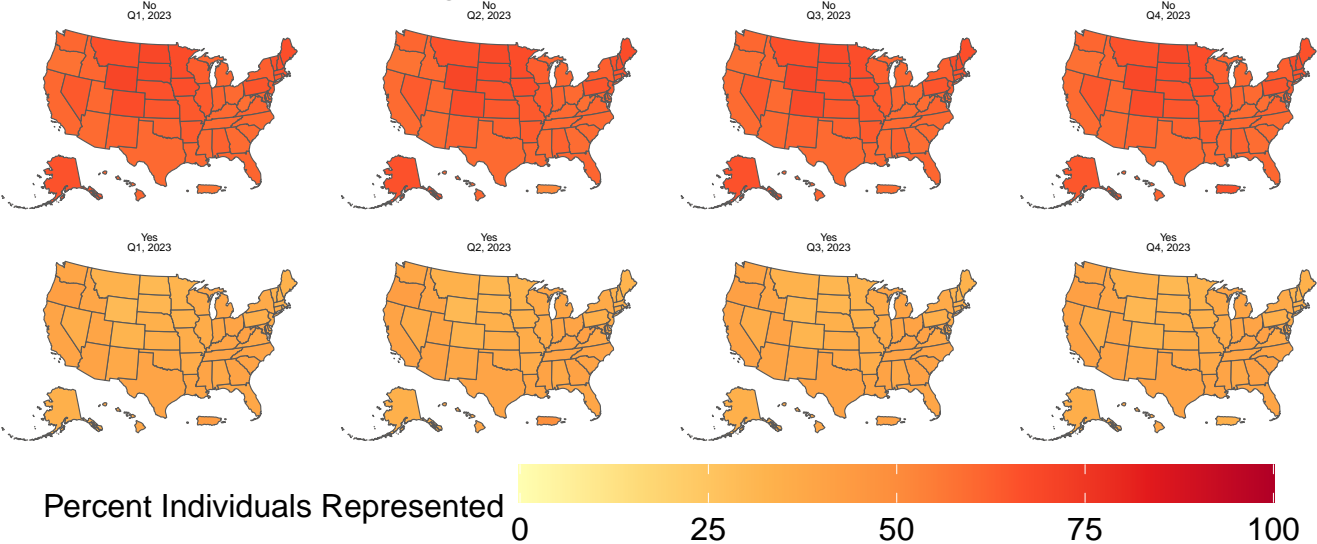 No
Q1, 2023
No
Q2, 2023
No
Q3, 2023
No
Q4, 2023
Yes
Q1, 2023
Yes
Q2, 2023
Yes
Q3, 2023
Yes
Q4, 2023
Percent Individuals Represented
0 25 50 75 100